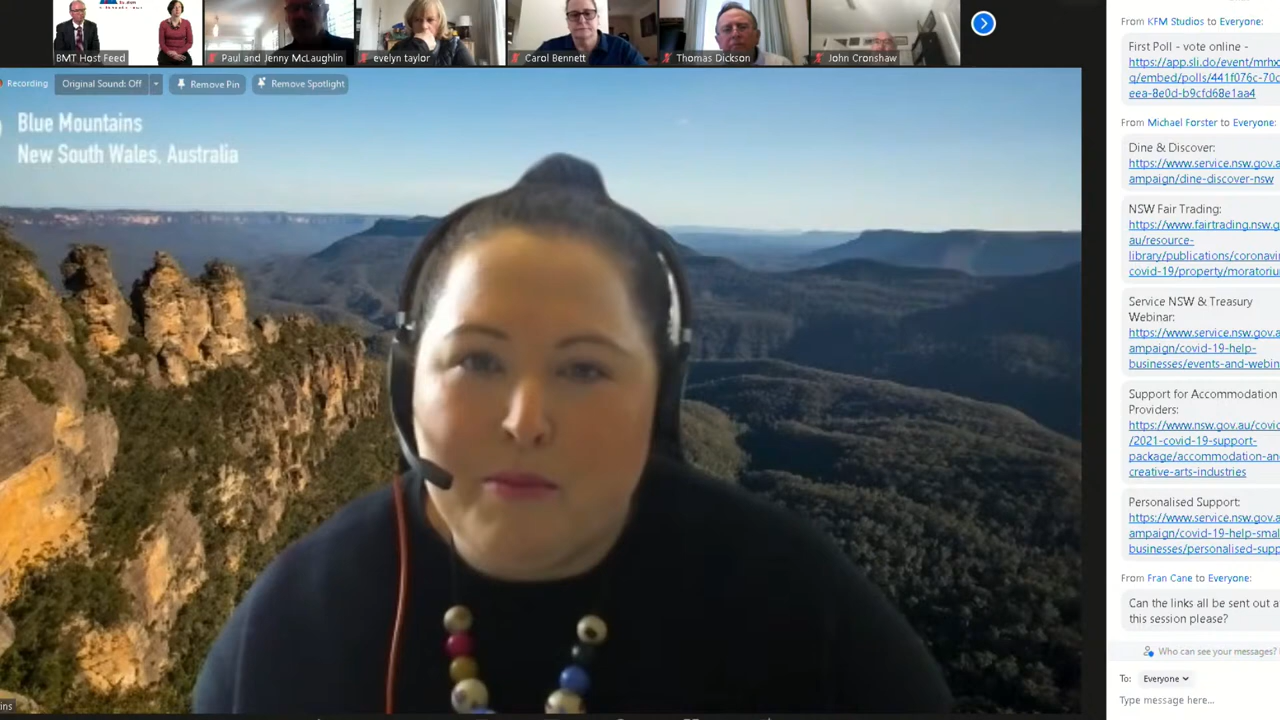 BMT Host Feed
Paul and Jenny McLaughlin
evelyn taylor
Carol Bennett
Thomas Dickson
John Cronshaw
Recording
Original Sound: Off
Remove Pin
Remove Spotlight
Blue Mountains
New South Wales, Australia
From KFM Studios to Everyone:
First Poll - vote online -
https://app.sli.do/event/mrhx
q/embed/polls/441f076c-70c
eea-8e0d-b9cfd68e1aa4
From Michael Forster to Everyone:
Dine & Discover:
https://www.service.nsw.gov.a
ampaign/dine-discover-nsw
NSW Fair Trading:
https://www.fairtrading.nsw.g
au/resource-
library/publications/coronavi
covid-19/property/moratoriu
Service NSW & Treasury
Webinar:
https://www.service.nsw.gov.a
ampaign/covid-19-help-
businesses/events-and-webin
Support for Accommodation
Providers:
https://www.nsw.gov.au/covid
/2021-covid-19-support-
package/accommodation-and
creative-arts-industries
Personalised Support:
https://www.service.nsw.gov.a
ampaign/covid-19-help-smal
businesses/personalised-supp
From Fran Cane to Everyone:
Can the links all be sent out a
this session please?
Who can see your messages?
To: Everyone
Type message here...